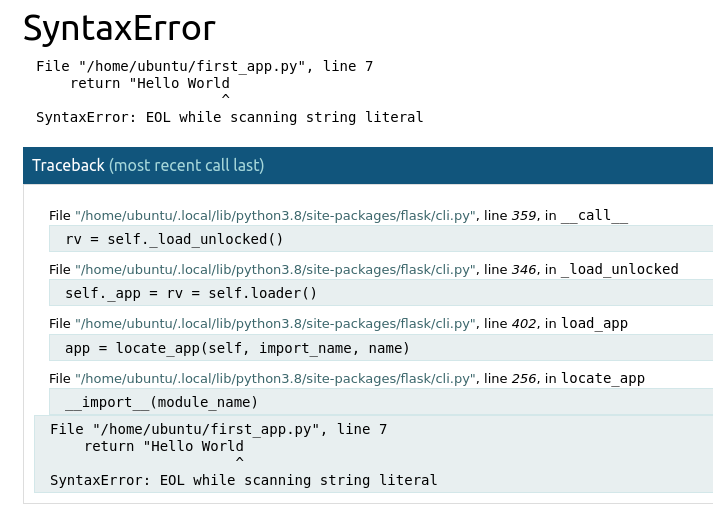 SyntaxError
File "/home/ubuntu/first_app.py", line 7
return "Hello World
^
SyntaxError: EOL while scanning string literal
Traceback (most recent call last)
File "/home/ubuntu/.local/lib/python3.8/site-packages/flask/cli.py", line 359, in __call__
rv = self._load_unlocked()
File "/home/ubuntu/.local/lib/python3.8/site-packages/flask/cli.py", line 346, in _load_unlocked
self._app = rv = self.loader()
File "/home/ubuntu/.local/lib/python3.8/site-packages/flask/cli.py", line 402, in load_app
app = locate_app(self, import_name, name)
File "/home/ubuntu/.local/lib/python3.8/site-packages/flask/cli.py", line 256, in locate_app
__import__(module_name)
File "/home/ubuntu/first_app.py", line 7
return "Hello World
^
SyntaxError: EOL while scanning string literal